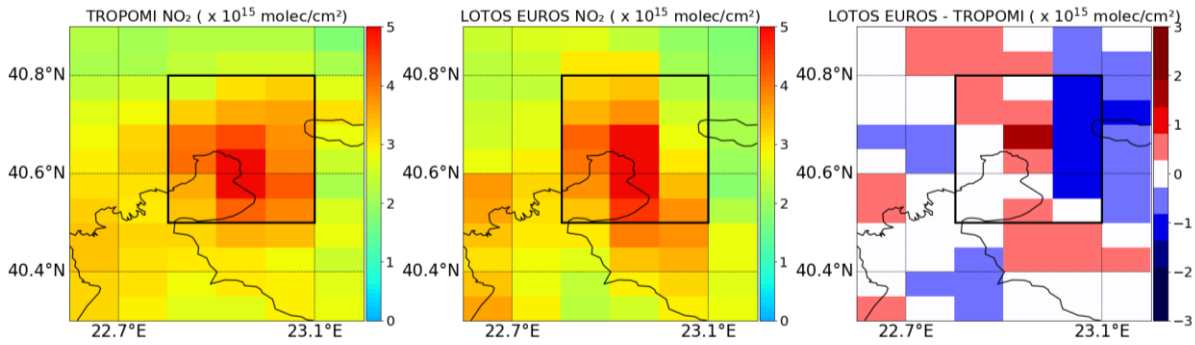 TROPOMI NO₂ ( x 10¹⁵ molec/cm²)
40.8°N
40.6°N
40.4°N
22.7°E
23.1°E
5
4
3
2
1
0
LOTOS EUROS NO₂ ( x 10¹⁵ molec/cm²)
40.8°N
40.6°N
40.4°N
22.7°E
23.1°E
5
4
3
2
1
0
LOTOS EUROS - TROPOMI ( x 10¹⁵ molec/cm²)
40.8°N
40.6°N
40.4°N
22.7°E
23.1°E
3
2
1
0
−1
−2
−3